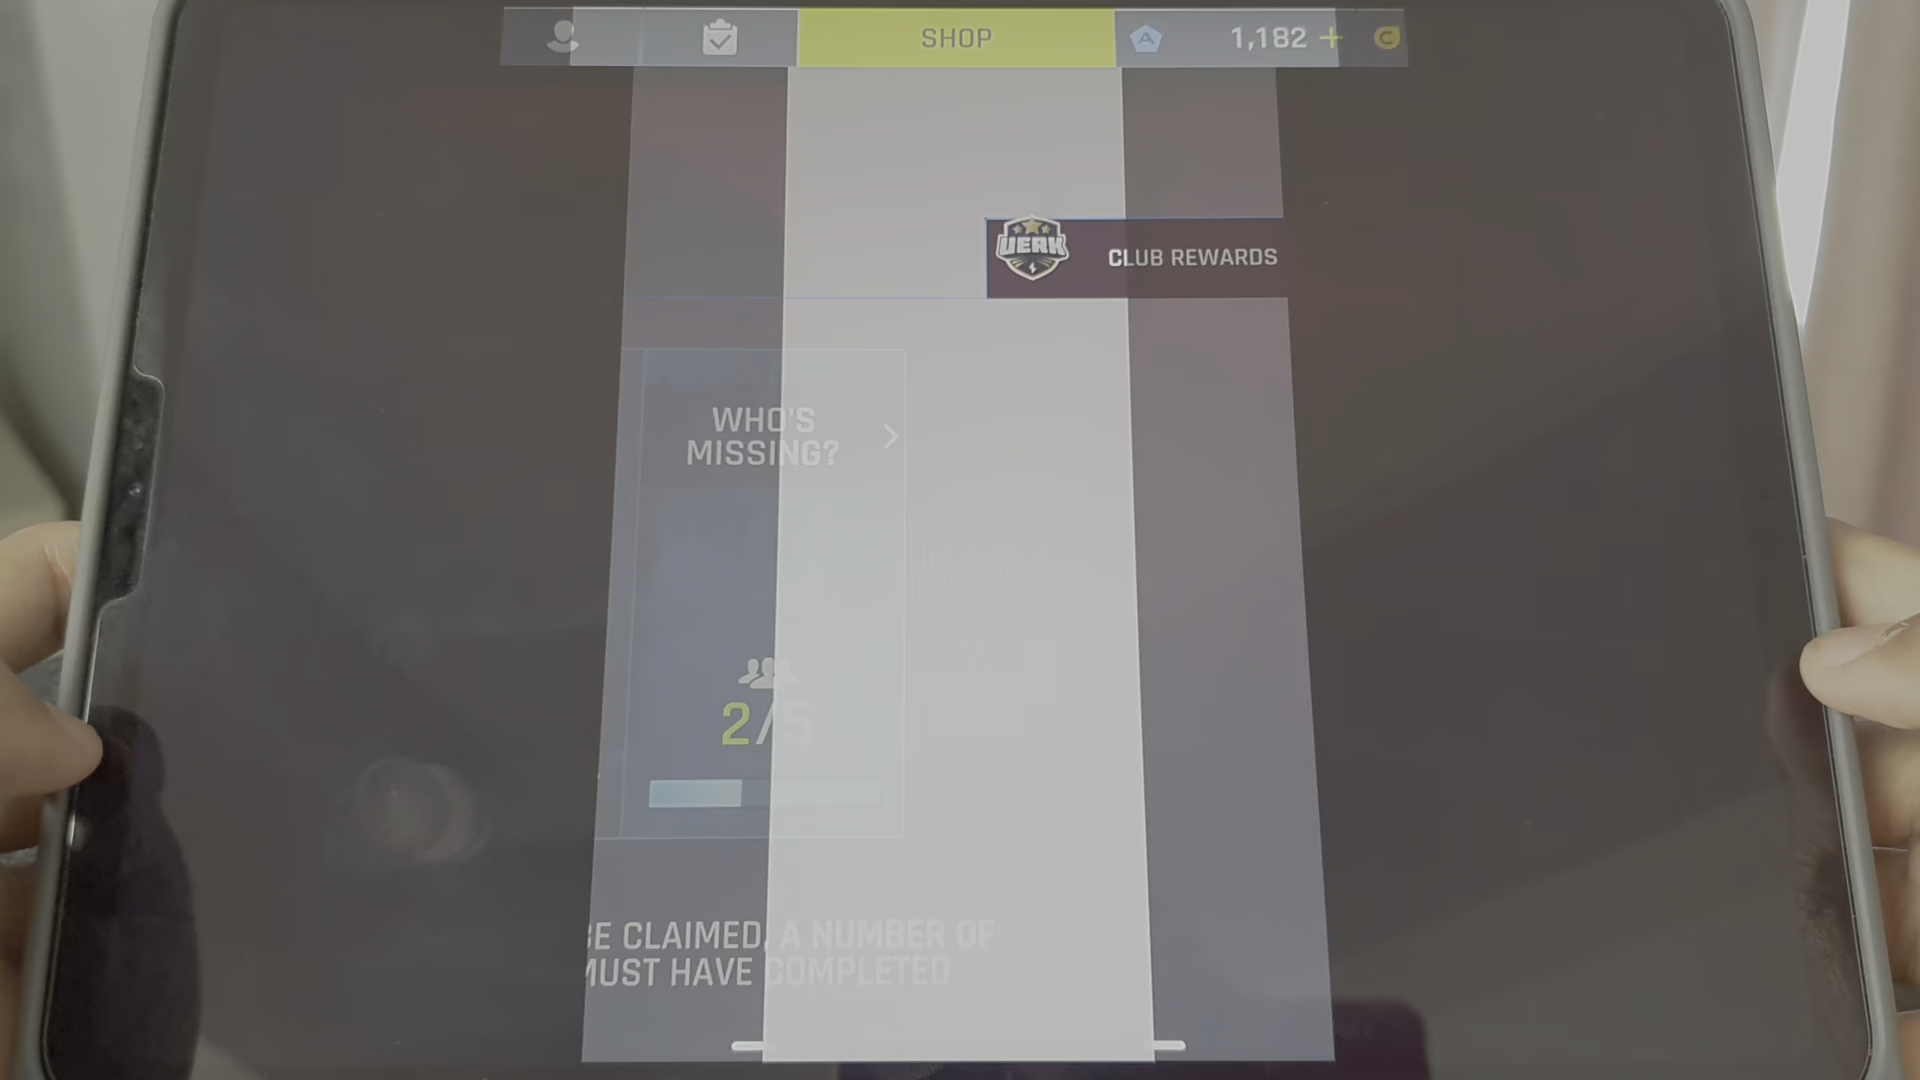 SHOP
1,182 +
CLUB REWARDS
WHO'S
MISSING?
2/5
BE CLAIMED, A NUMBER OF
MUST HAVE COMPLETED